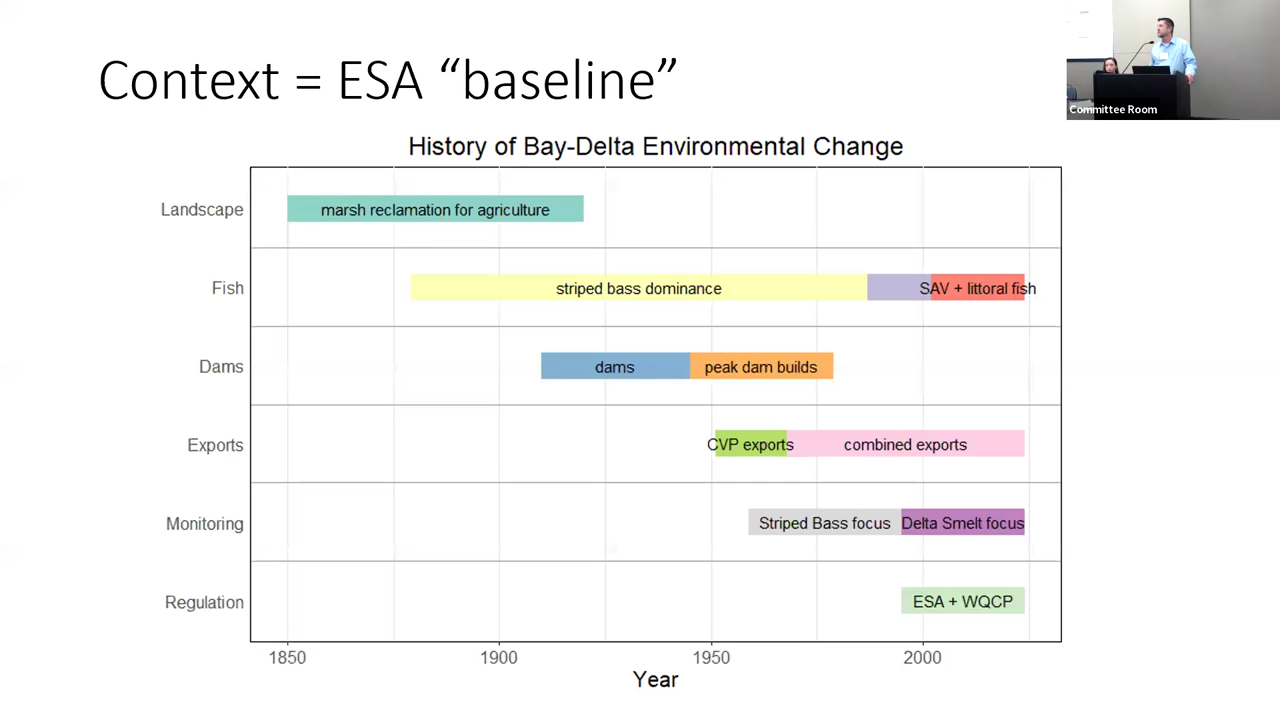 Context = ESA “baseline”
Committee Room
History of Bay-Delta Environmental Change
Landscape
marsh reclamation for agriculture
Fish
striped bass dominance
SAV + littoral fish
Dams
dams
peak dam builds
Exports
CVP exports
combined exports
Monitoring
Striped Bass focus
Delta Smelt focus
Regulation
ESA + WQCP
1850
1900
1950
2000
Year